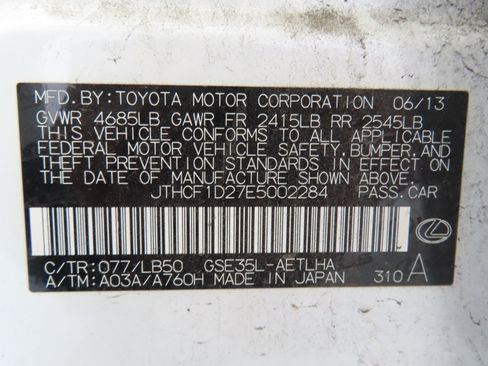 MFD.BY:TOYOTA MOTOR CORPORATION 06/13
GVWR 4685LB GAWR FR 2415LB RR 2545LB
THIS VEHICLE CONFORMS TO ALL APPLICABLE
FEDERAL MOTOR VEHICLE SAFETY,BUMPER,AND
THEFT PREVENTION STANDARDS IN EFFECT ON
THE DATE OF MANUFACTURE SHOWN ABOVE.
JTHCF1D27E5002284 PASS.CAR
C/TR:077/LB50 GSE35L-AETLHA
A/TM:A03A/A760H MADE IN JAPAN 310 A